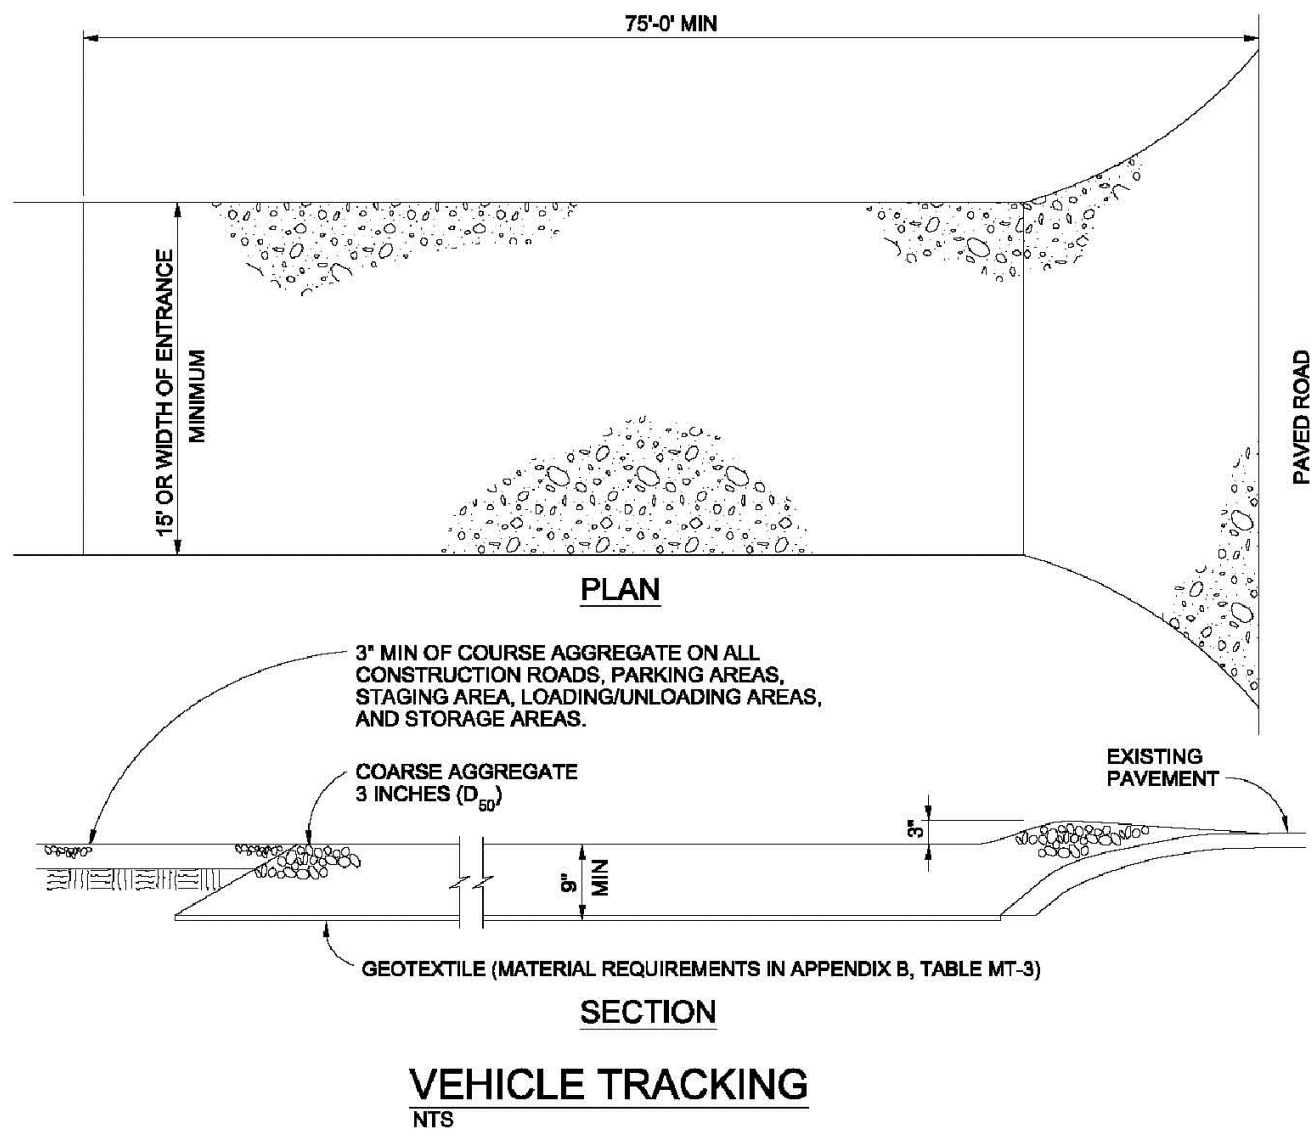 75'-0' MIN
15' OR WIDTH OF ENTRANCE
MINIMUM
PAVED ROAD
PLAN
3" MIN OF COURSE AGGREGATE ON ALL
CONSTRUCTION ROADS, PARKING AREAS,
STAGING AREA, LOADING/UNLOADING AREAS,
AND STORAGE AREAS.
COARSE AGGREGATE
3 INCHES (D50)
EXISTING
PAVEMENT
3"
9"
MIN
GEOTEXTILE (MATERIAL REQUIREMENTS IN APPENDIX B, TABLE MT-3)
SECTION
VEHICLE TRACKING
NTS